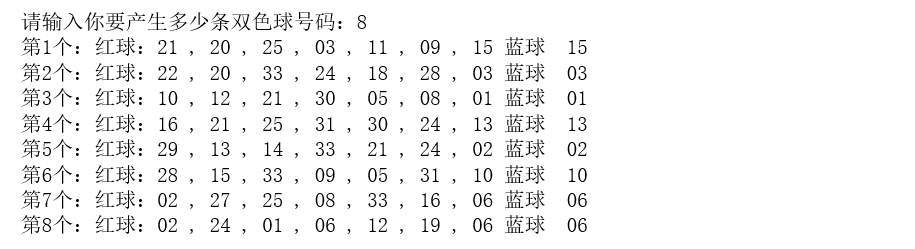 请输入你要产生多少条双色球号码：8
第1个：红球：21 , 20 , 25 , 03 , 11 , 09 , 15 蓝球  15
第2个：红球：22 , 20 , 33 , 24 , 18 , 28 , 03 蓝球  03
第3个：红球：10 , 12 , 21 , 30 , 05 , 08 , 01 蓝球  01
第4个：红球：16 , 21 , 25 , 31 , 30 , 24 , 13 蓝球  13
第5个：红球：29 , 13 , 14 , 33 , 21 , 24 , 02 蓝球  02
第6个：红球：28 , 15 , 33 , 09 , 05 , 31 , 10 蓝球  10
第7个：红球：02 , 27 , 25 , 08 , 33 , 16 , 06 蓝球  06
第8个：红球：02 , 24 , 01 , 06 , 12 , 19 , 06 蓝球  06